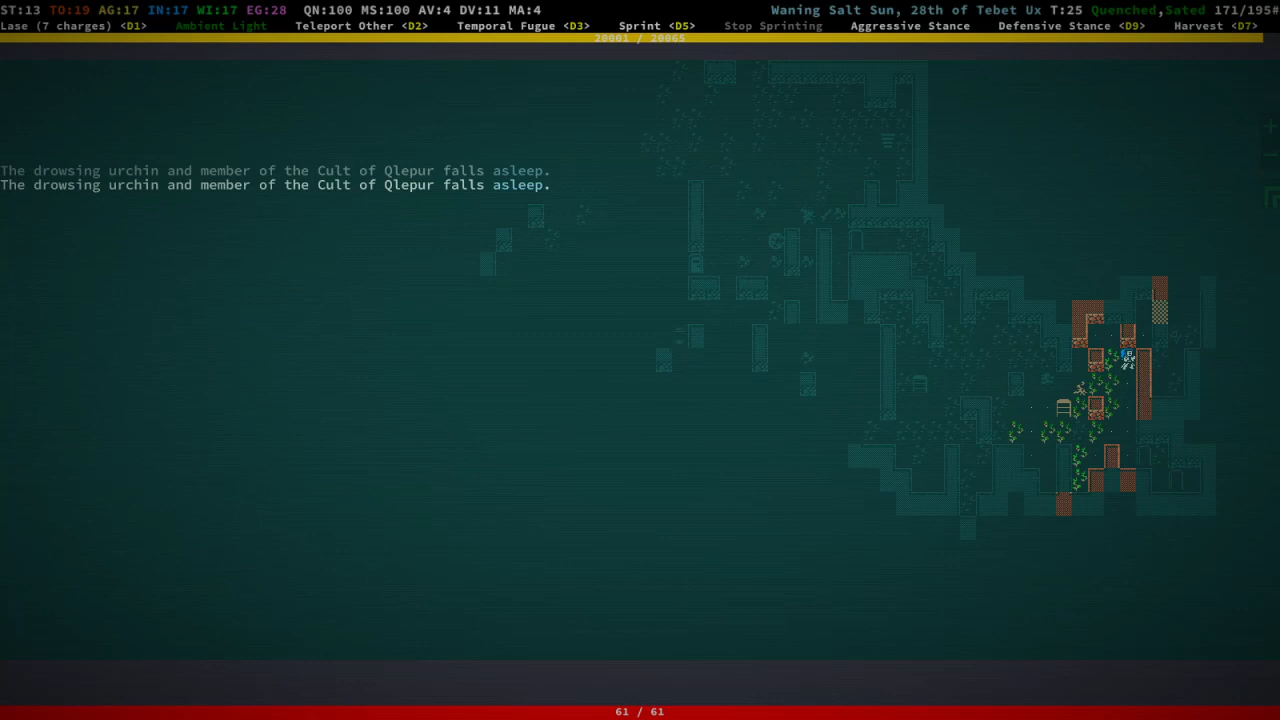 ST:13 TO:19 AG:17 IN:17 WI:17 EG:28 QN:100 MS:100 AV:4 DV:11 MA:4 Waning Salt Sun, 28th of Tebet Ux T:25 Quenched,Sated 171/195#
Lase (7 charges) <D1> Ambient Light Teleport Other <D2> Temporal Fugue <D3> Sprint <D5> Stop Sprinting Aggressive Stance Defensive Stance <D9> Harvest <D7>
20001 / 20065
The drowsing urchin and member of the Cult of Qlepur falls asleep.
The drowsing urchin and member of the Cult of Qlepur falls asleep.
61 / 61